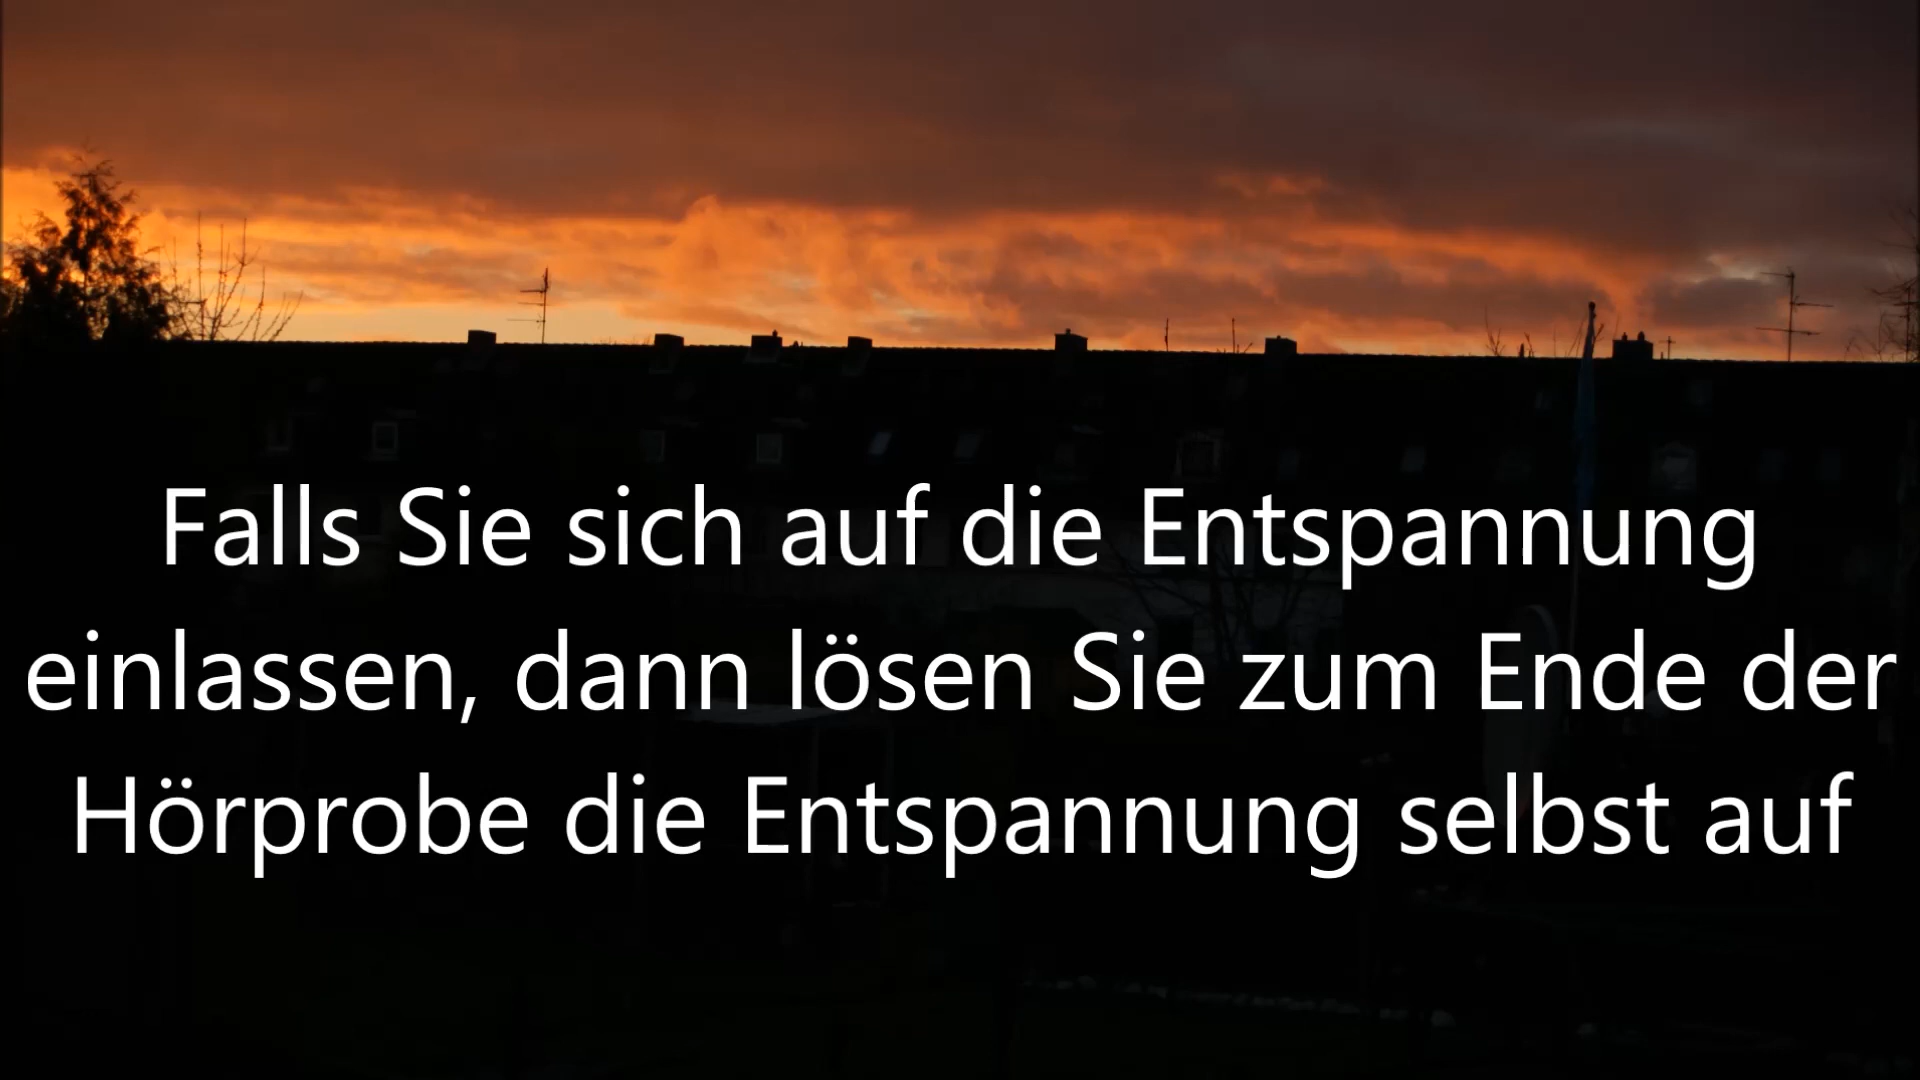 Falls Sie sich auf die Entspannung
einlassen, dann lösen Sie zum Ende der
Hörprobe die Entspannung selbst auf